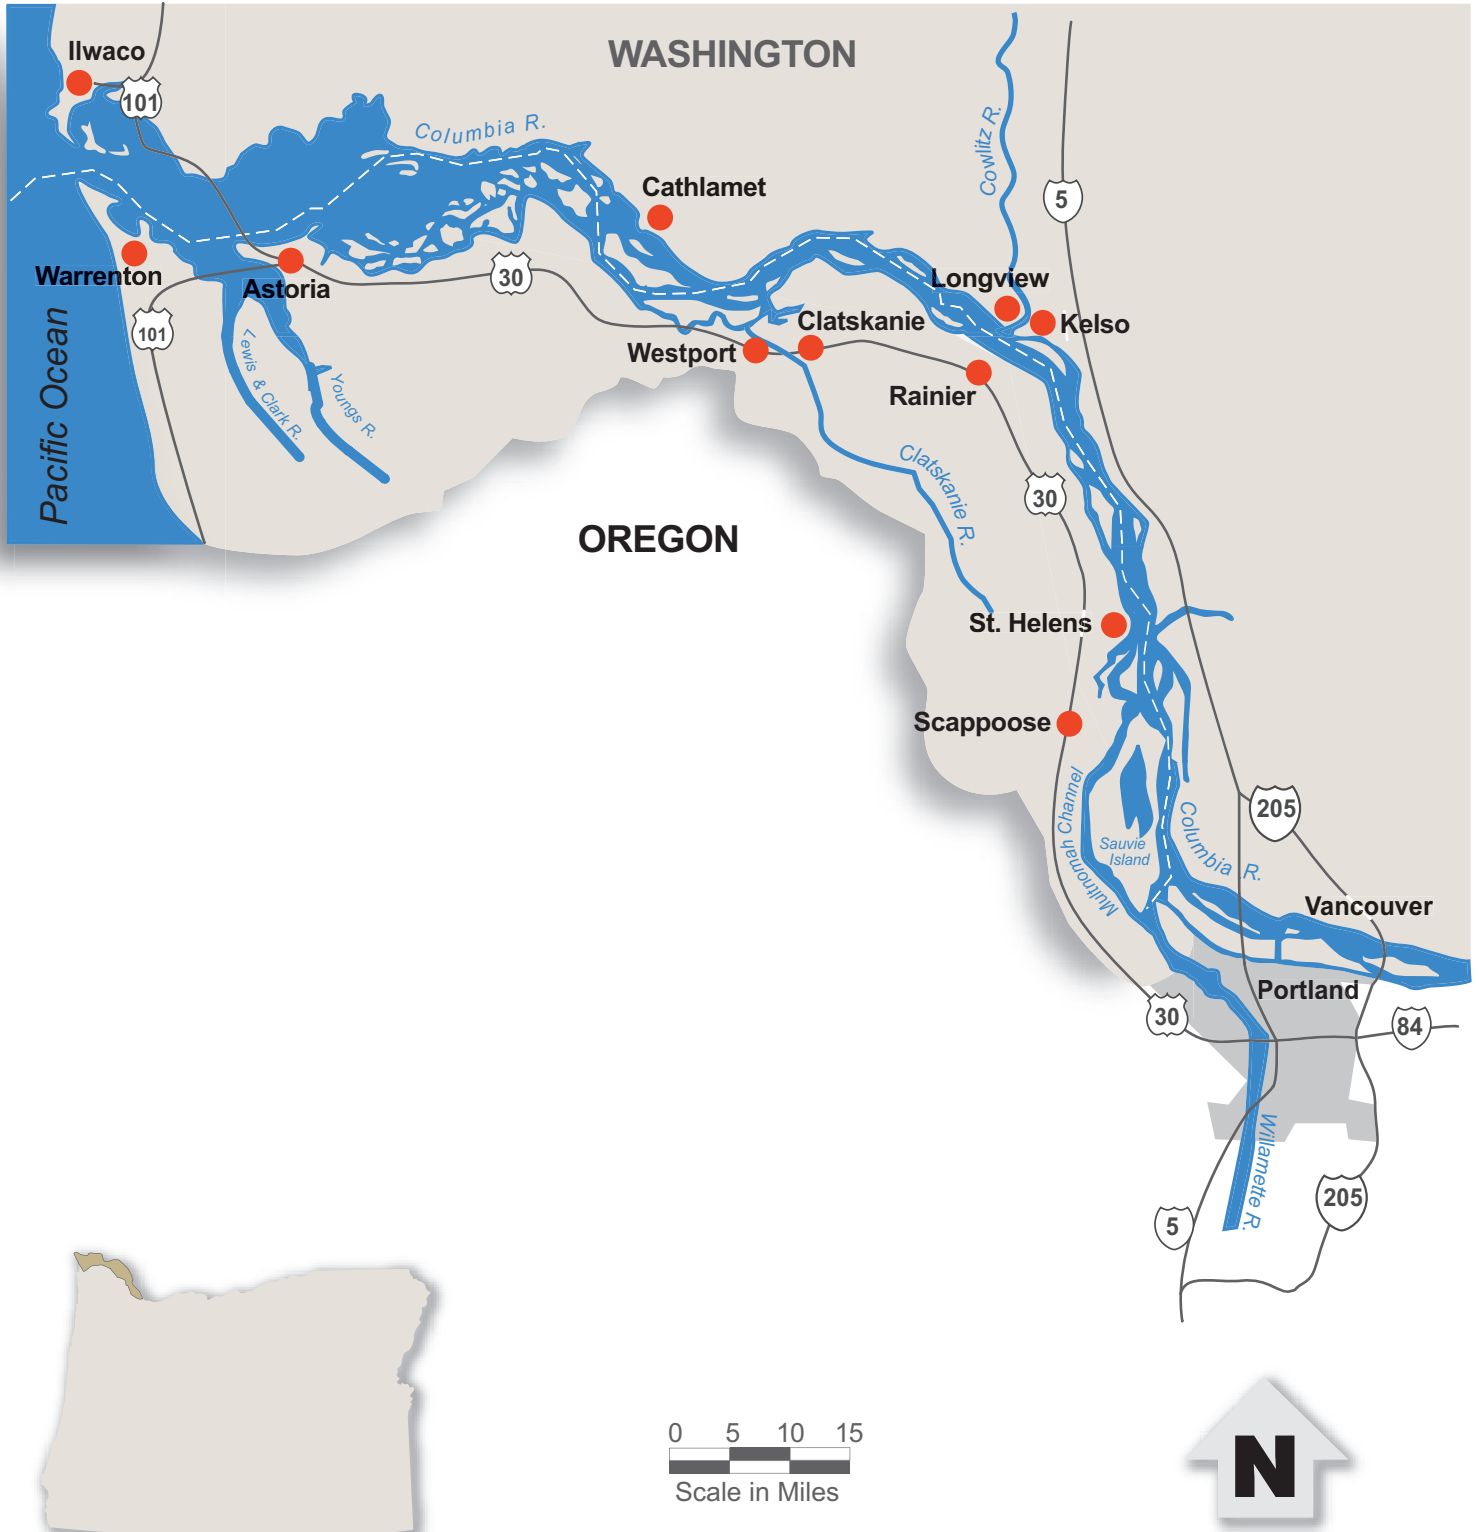 WASHINGTON
Ilwaco
101
Columbia R.
Cowlitz R.
5
Cathlamet
Warrenton
Astoria
30
Longview
Kelso
Clatskanie
Westport
Rainier
101
Pacific Ocean
Lewis & Clark R.
Youngs R.
Clatskanie R.
30
OREGON
St. Helens
Scappoose
Multnomah Channel
Sauvie
Island
Columbia R.
205
Vancouver
Portland
30
84
Willamette R.
205
5
0 5 10 15
Scale in Miles
N